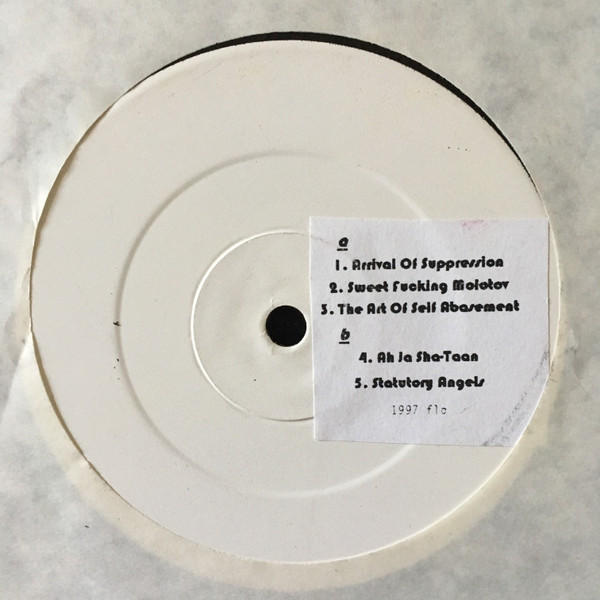 a
1. Arrival Of Suppression
2. Sweet Fucking Molotov
3. The Art Of Self Abasement
b
4. Ah Ja Sha-Taan
5. Statutory Angels
1997 flc